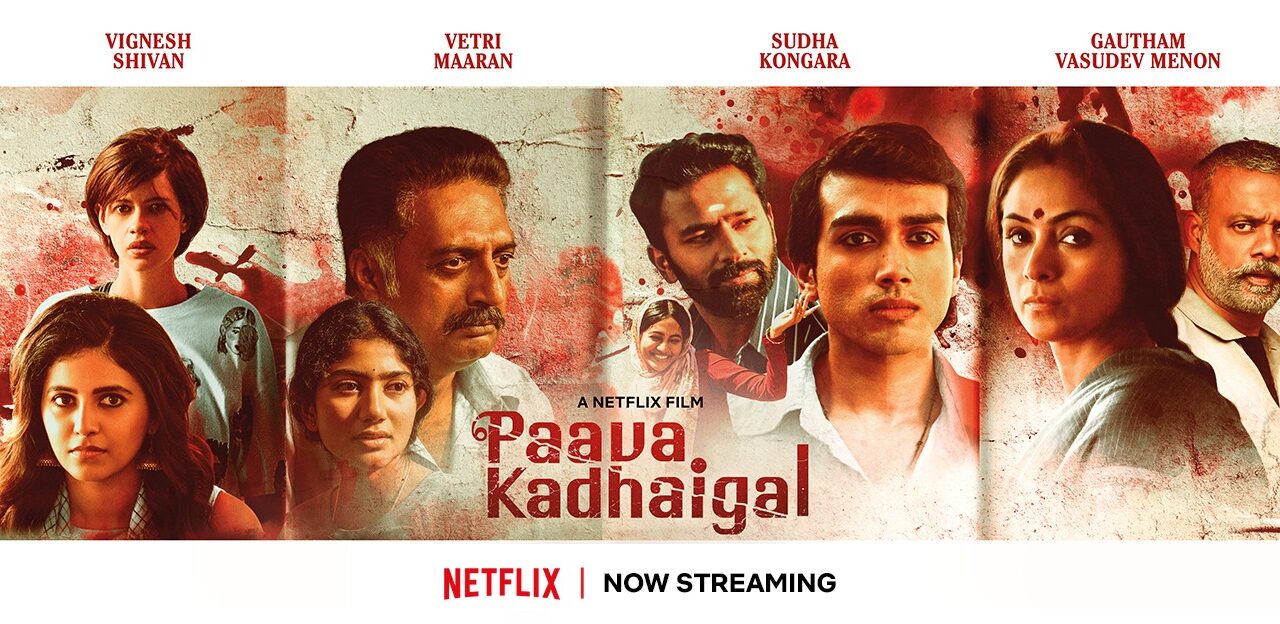 VIGNESH
SHIVAN
VETRI
MAARAN
SUDHA
KONGARA
GAUTHAM
VASUDEV MENON
A NETFLIX FILM
Paava
Kadhaigal
NETFLIX | NOW STREAMING